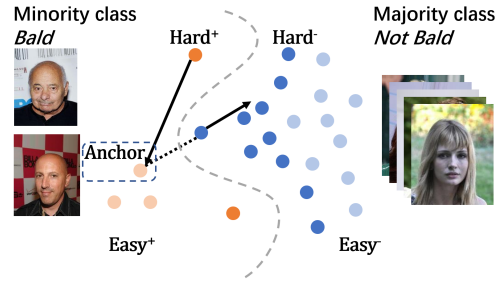 Minority class
Bald
Hard+
Hard-
Majority class
Not Bald
Anchor
Easy+
Easy-